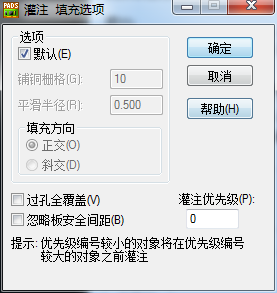 PADS
灌注 填充选项
选项
默认(E)
铺铜栅格(G): 10
平滑半径(R): 0.500
填充方向
正交(O)
斜交(D)
确定
取消
帮助(H)
过孔全覆盖(V)
忽略板安全间距(B)
灌注优先级(P):
0
提示: 优先级编号较小的对象将在优先级编号
较大的对象之前灌注